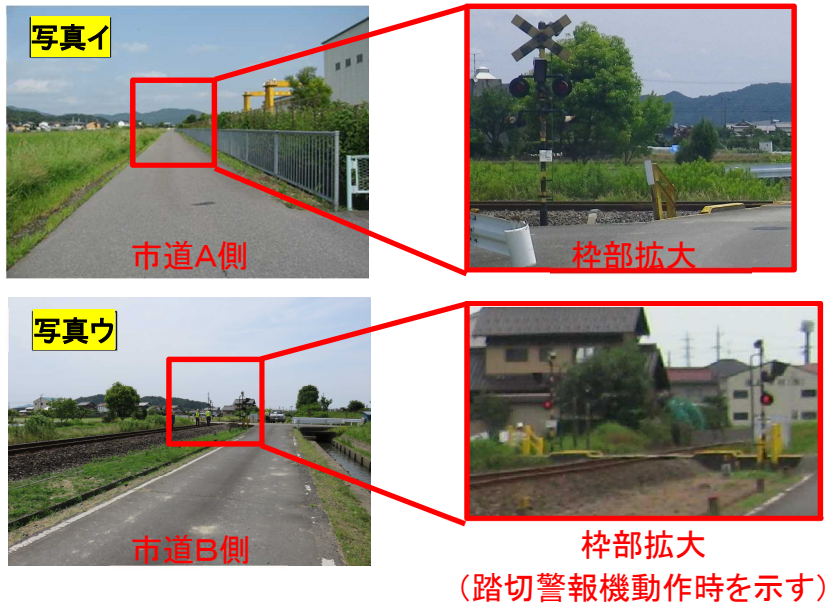 写真イ
市道A側
枠部拡大
写真ウ
市道B側
枠部拡大
(踏切警報機動作時を示す)